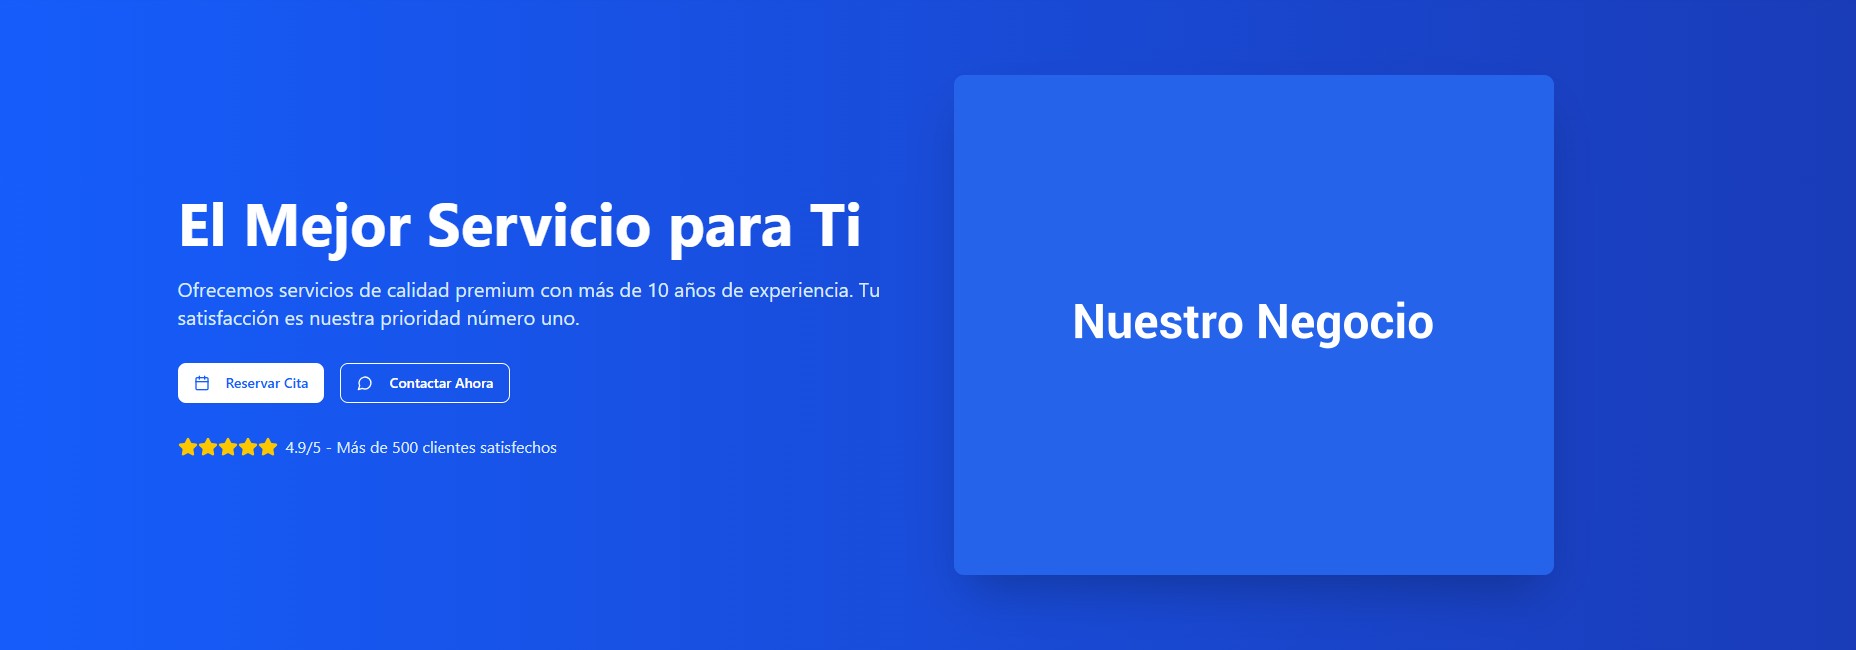 El Mejor Servicio para Ti
Ofrecemos servicios de calidad premium con más de 10 años de experiencia. Tu
satisfacción es nuestra prioridad número uno.
Reservar Cita
Contactar Ahora
4.9/5 - Más de 500 clientes satisfechos
Nuestro Negocio